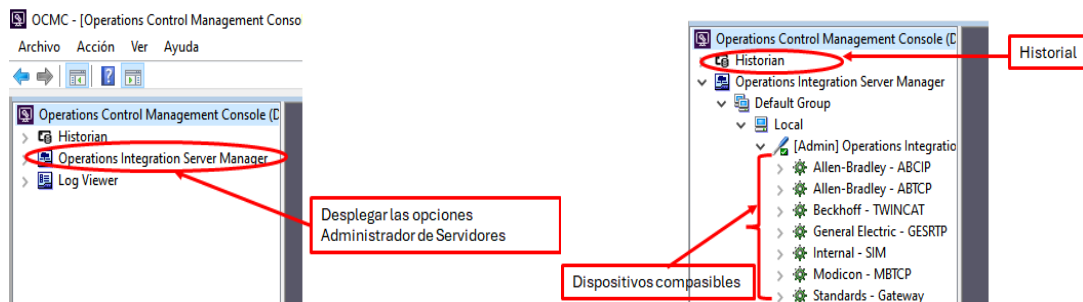 OCMC - [Operations Control Management Conso
Archivo Acción Ver Ayuda
Operations Control Management Console (D
Historian
Operations Integration Server Manager
Log Viewer
Desplegar las opciones
Administrador de Servidores
Operations Control Management Console (D
Historian
Operations Integration Server Manager
Default Group
Local
[Admin] Operations Integratio
Allen-Bradley - ABCIP
Allen-Bradley - ABTCP
Beckhoff - TWINCAT
General Electric - GESRTP
Internal - SIM
Modicon - MBTCP
Standards - Gateway
Historial
Dispositivos compasibles